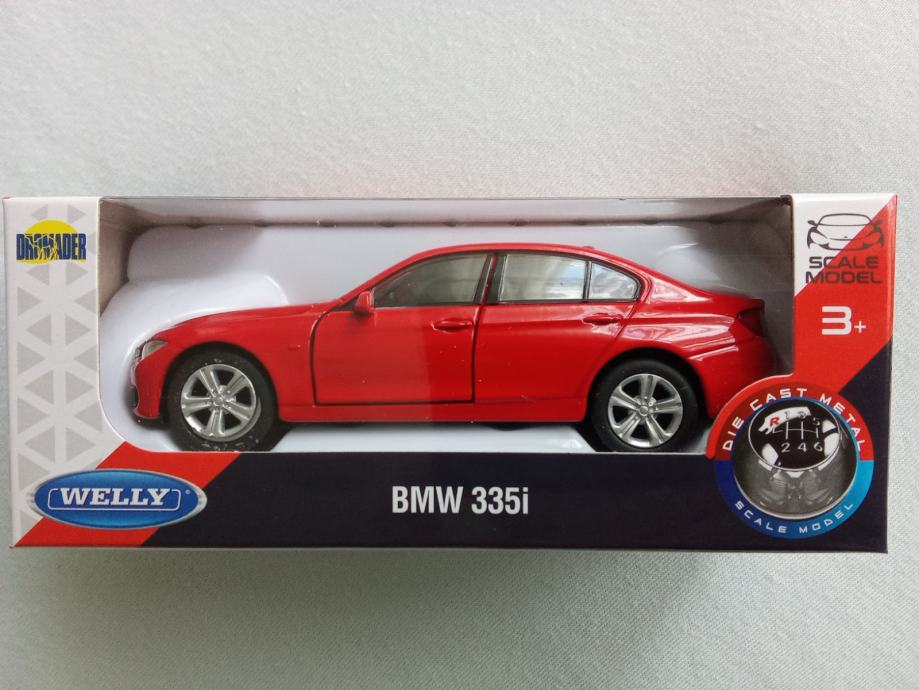 DROMADER
SCALE
MODEL
3+
DIE CAST METAL
R 1 3 5
2 4 6
SCALE MODEL
WELLY®
BMW 335i